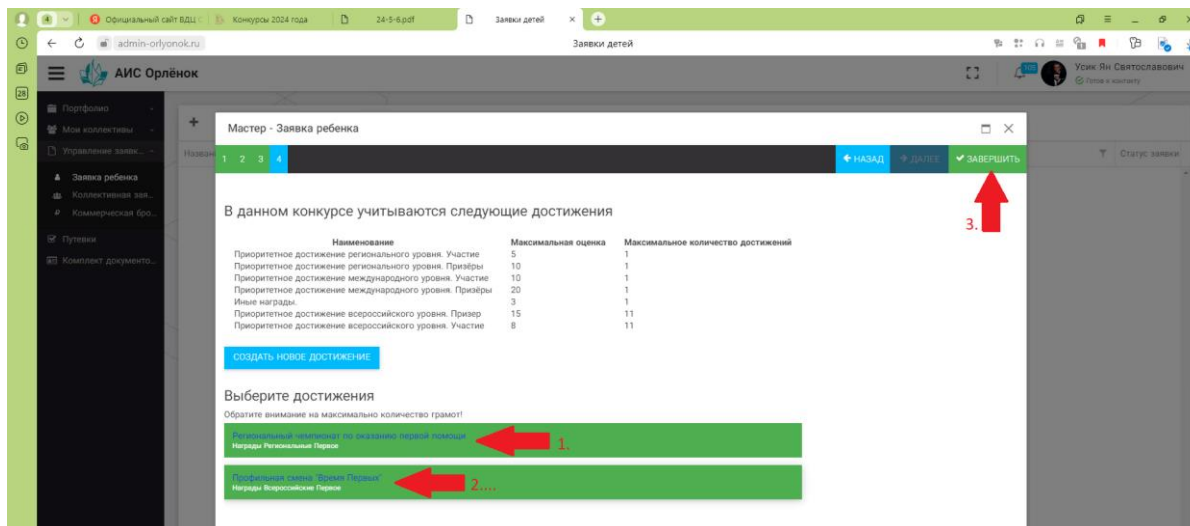 4
Официальный сайт ВДЦ
Конкурсы 2024 года
24-5-6.pdf
Заявки детей
admin-orlyonok.ru
Заявки детей
28
АИС Орлёнок
105
Усик Ян Святославович
Готов к контакту
Портфолио
Мои коллективы
Управление заявк...
Заявка ребенка
Коллективная зая...
Коммерческая бро...
Путевки
Комплект документо...
Назван
Статус заявки
Мастер - Заявка ребенка
1 2 3 4
НАЗАД ДАЛЕЕ ЗАВЕРШИТЬ
3.
В данном конкурсе учитываются следующие достижения
Наименование Максимальная оценка Максимальное количество достижений
Приоритетное достижение регионального уровня. Участие 5 1
Приоритетное достижение регионального уровня. Призёры 10 1
Приоритетное достижение международного уровня. Участие 10 1
Приоритетное достижение международного уровня. Призёры 20 1
Иные награды. 3 1
Приоритетное достижение всероссийского уровня. Призер 15 11
Приоритетное достижение всероссийского уровня. Участие 8 11
СОЗДАТЬ НОВОЕ ДОСТИЖЕНИЕ
Выберите достижения
Обратите внимание на максимально количество грамот!
Региональный чемпионат по оказанию первой помощи
Награды Региональные Первое
1.
Профильная смена "Время Первых"
Награды Всероссийские Первое
2....